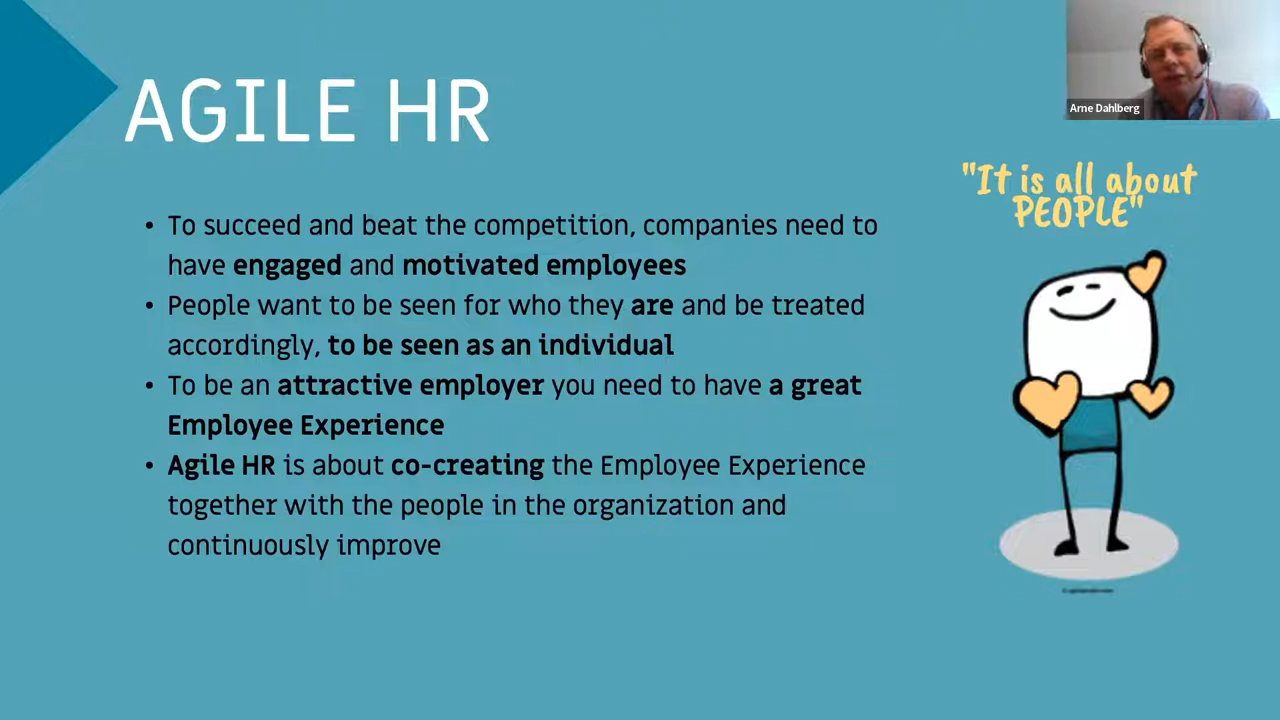 AGILE HR
Arne Dahlberg
"It is all about
PEOPLE"
• To succeed and beat the competition, companies need to
have engaged and motivated employees
• People want to be seen for who they are and be treated
accordingly, to be seen as an individual
• To be an attractive employer you need to have a great
Employee Experience
• Agile HR is about co-creating the Employee Experience
together with the people in the organization and
continuously improve